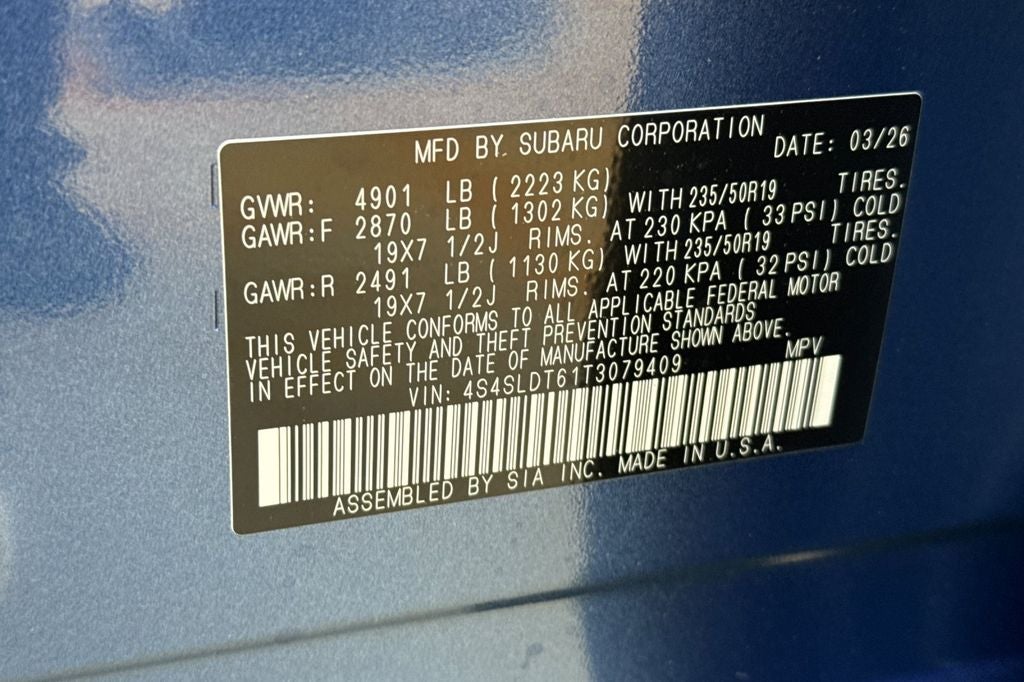 MFD BY. SUBARU CORPORATION DATE: 03/26
GVWR: 4901 LB ( 2223 KG)
GAWR:F 2870 LB ( 1302 KG) WITH 235/50R19 TIRES.
19X7 1/2J RIMS. AT 230 KPA ( 33 PSI) COLD
GAWR:R 2491 LB ( 1130 KG) WITH 235/50R19 TIRES.
19X7 1/2J RIMS. AT 220 KPA ( 32 PSI) COLD
THIS VEHICLE CONFORMS TO ALL APPLICABLE FEDERAL MOTOR
VEHICLE SAFETY AND THEFT PREVENTION STANDARDS
IN EFFECT ON THE DATE OF MANUFACTURE SHOWN ABOVE.
VIN: 4S4SLDT61T3079409 MPV
ASSEMBLED BY SIA INC. MADE IN U.S.A.